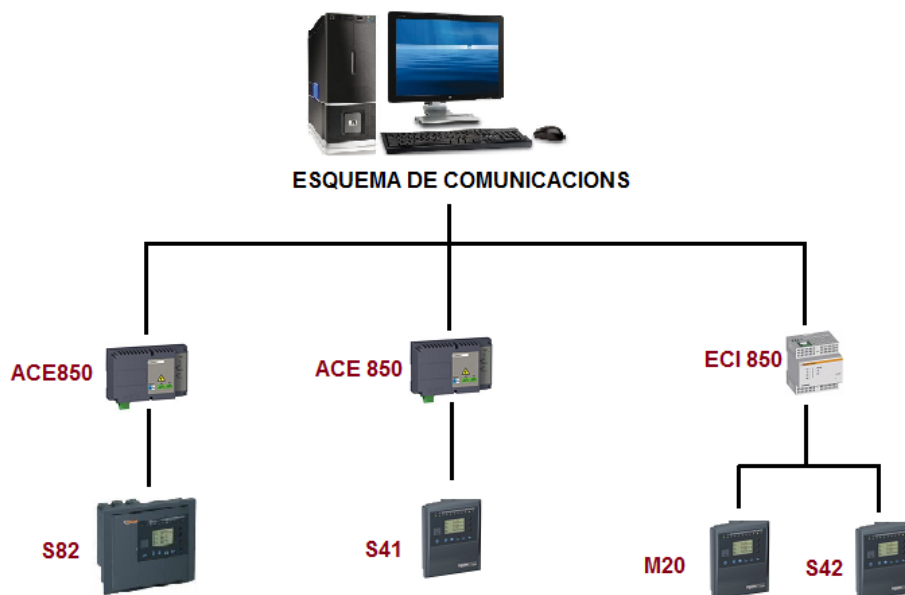 ESQUEMA DE COMUNICACIONS
ACE850
ACE 850
ECI 850
S82
S41
M20
S42